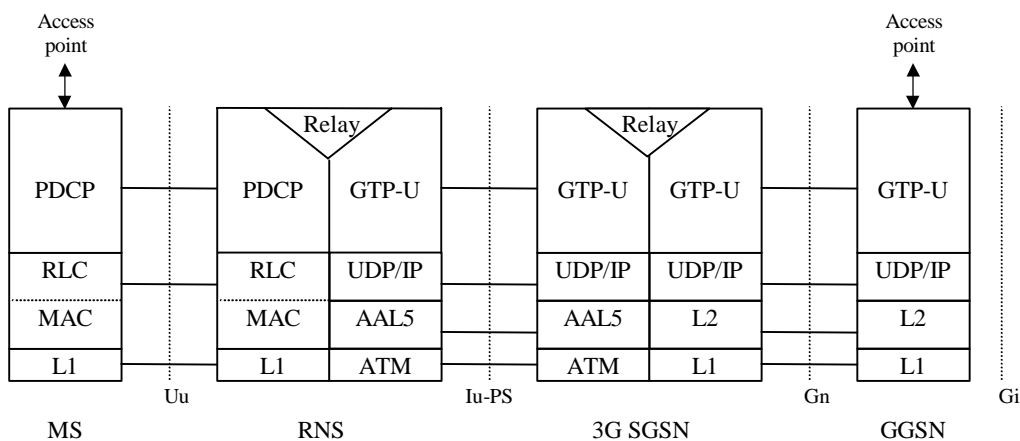 Access
point
Access
point
Relay
Relay
PDCP
PDCP
GTP-U
GTP-U
GTP-U
GTP-U
RLC
RLC
UDP/IP
UDP/IP
UDP/IP
UDP/IP
MAC
MAC
AAL5
AAL5
L2
L2
L1
L1
ATM
ATM
L1
L1
Uu
Iu-PS
Gn
Gi
MS
RNS
3G SGSN
GGSN